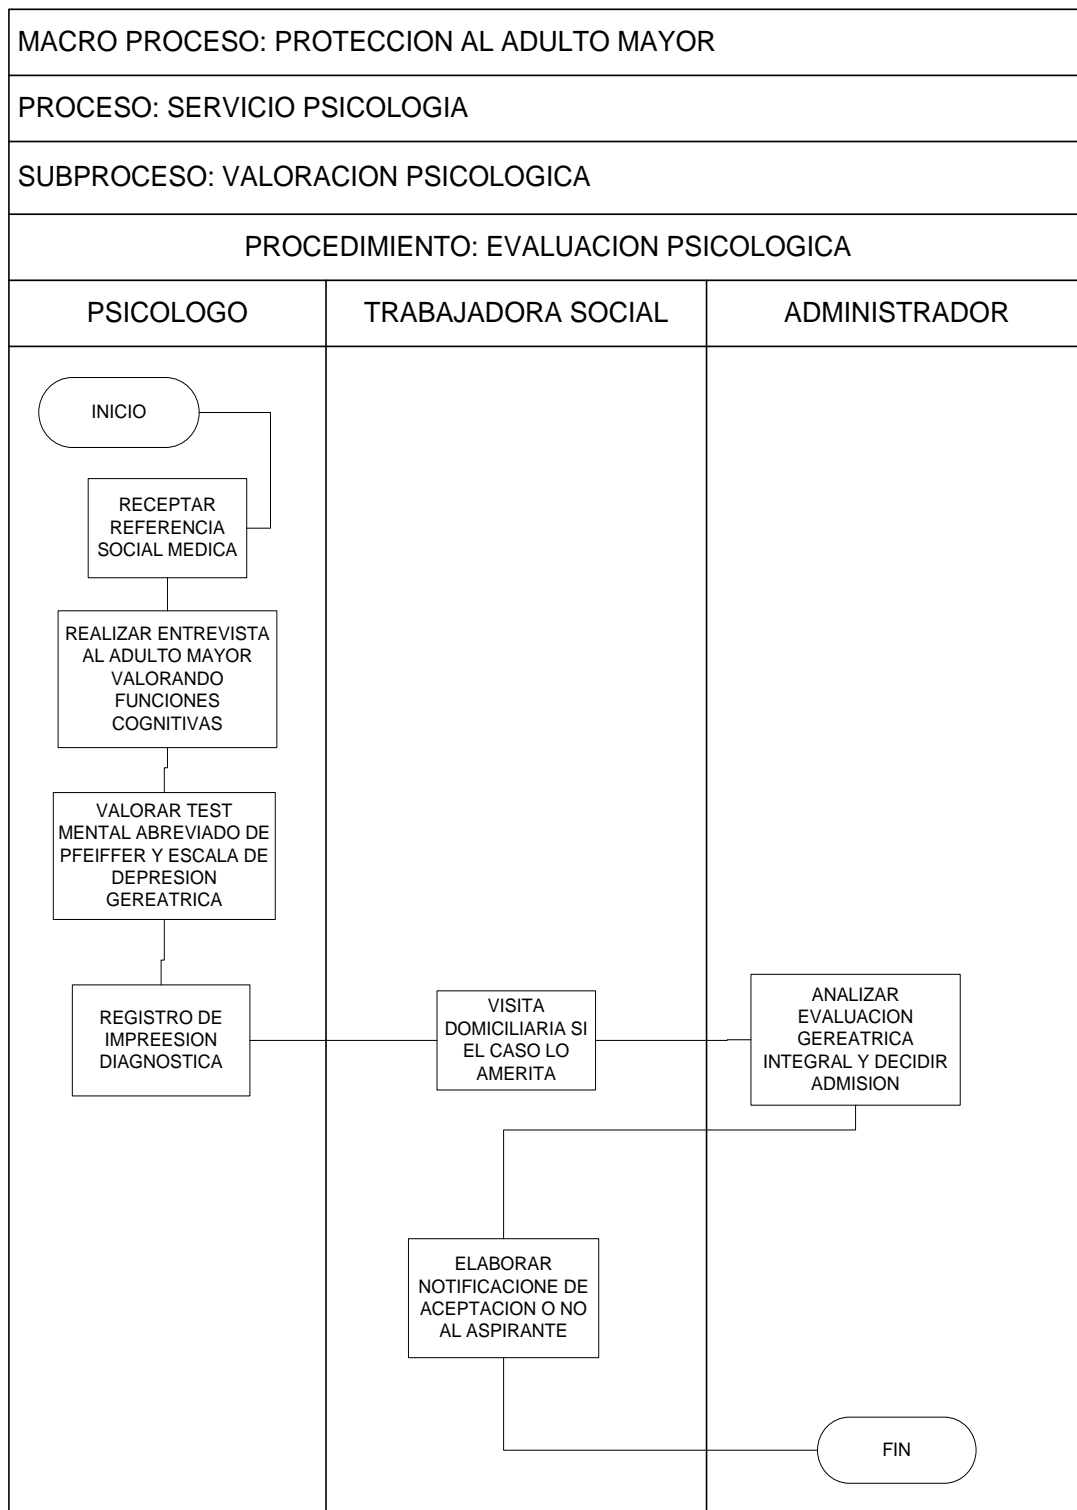 MACRO PROCESO: PROTECCION AL ADULTO MAYOR
PROCESO: SERVICIO PSICOLOGIA
SUBPROCESO: VALORACION PSICOLOGICA
PROCEDIMIENTO: EVALUACION PSICOLOGICA
PSICOLOGO
TRABAJADORA SOCIAL
ADMINISTRADOR
INICIO
RECEPTAR
REFERENCIA
SOCIAL MEDICA
REALIZAR ENTREVISTA
AL ADULTO MAYOR
VALORANDO
FUNCIONES
COGNITIVAS
VALORAR TEST
MENTAL ABREVIADO DE
PFEIFFER Y ESCALA DE
DEPRESION
GEREATRICA
REGISTRO DE
IMPREESION
DIAGNOSTICA
VISITA
DOMICILIARIA SI
EL CASO LO
AMERITA
ANALIZAR
EVALUACION
GEREATRICA
INTEGRAL Y DECIDIR
ADMISION
ELABORAR
NOTIFICACIONE DE
ACEPTACION O NO
AL ASPIRANTE
FIN